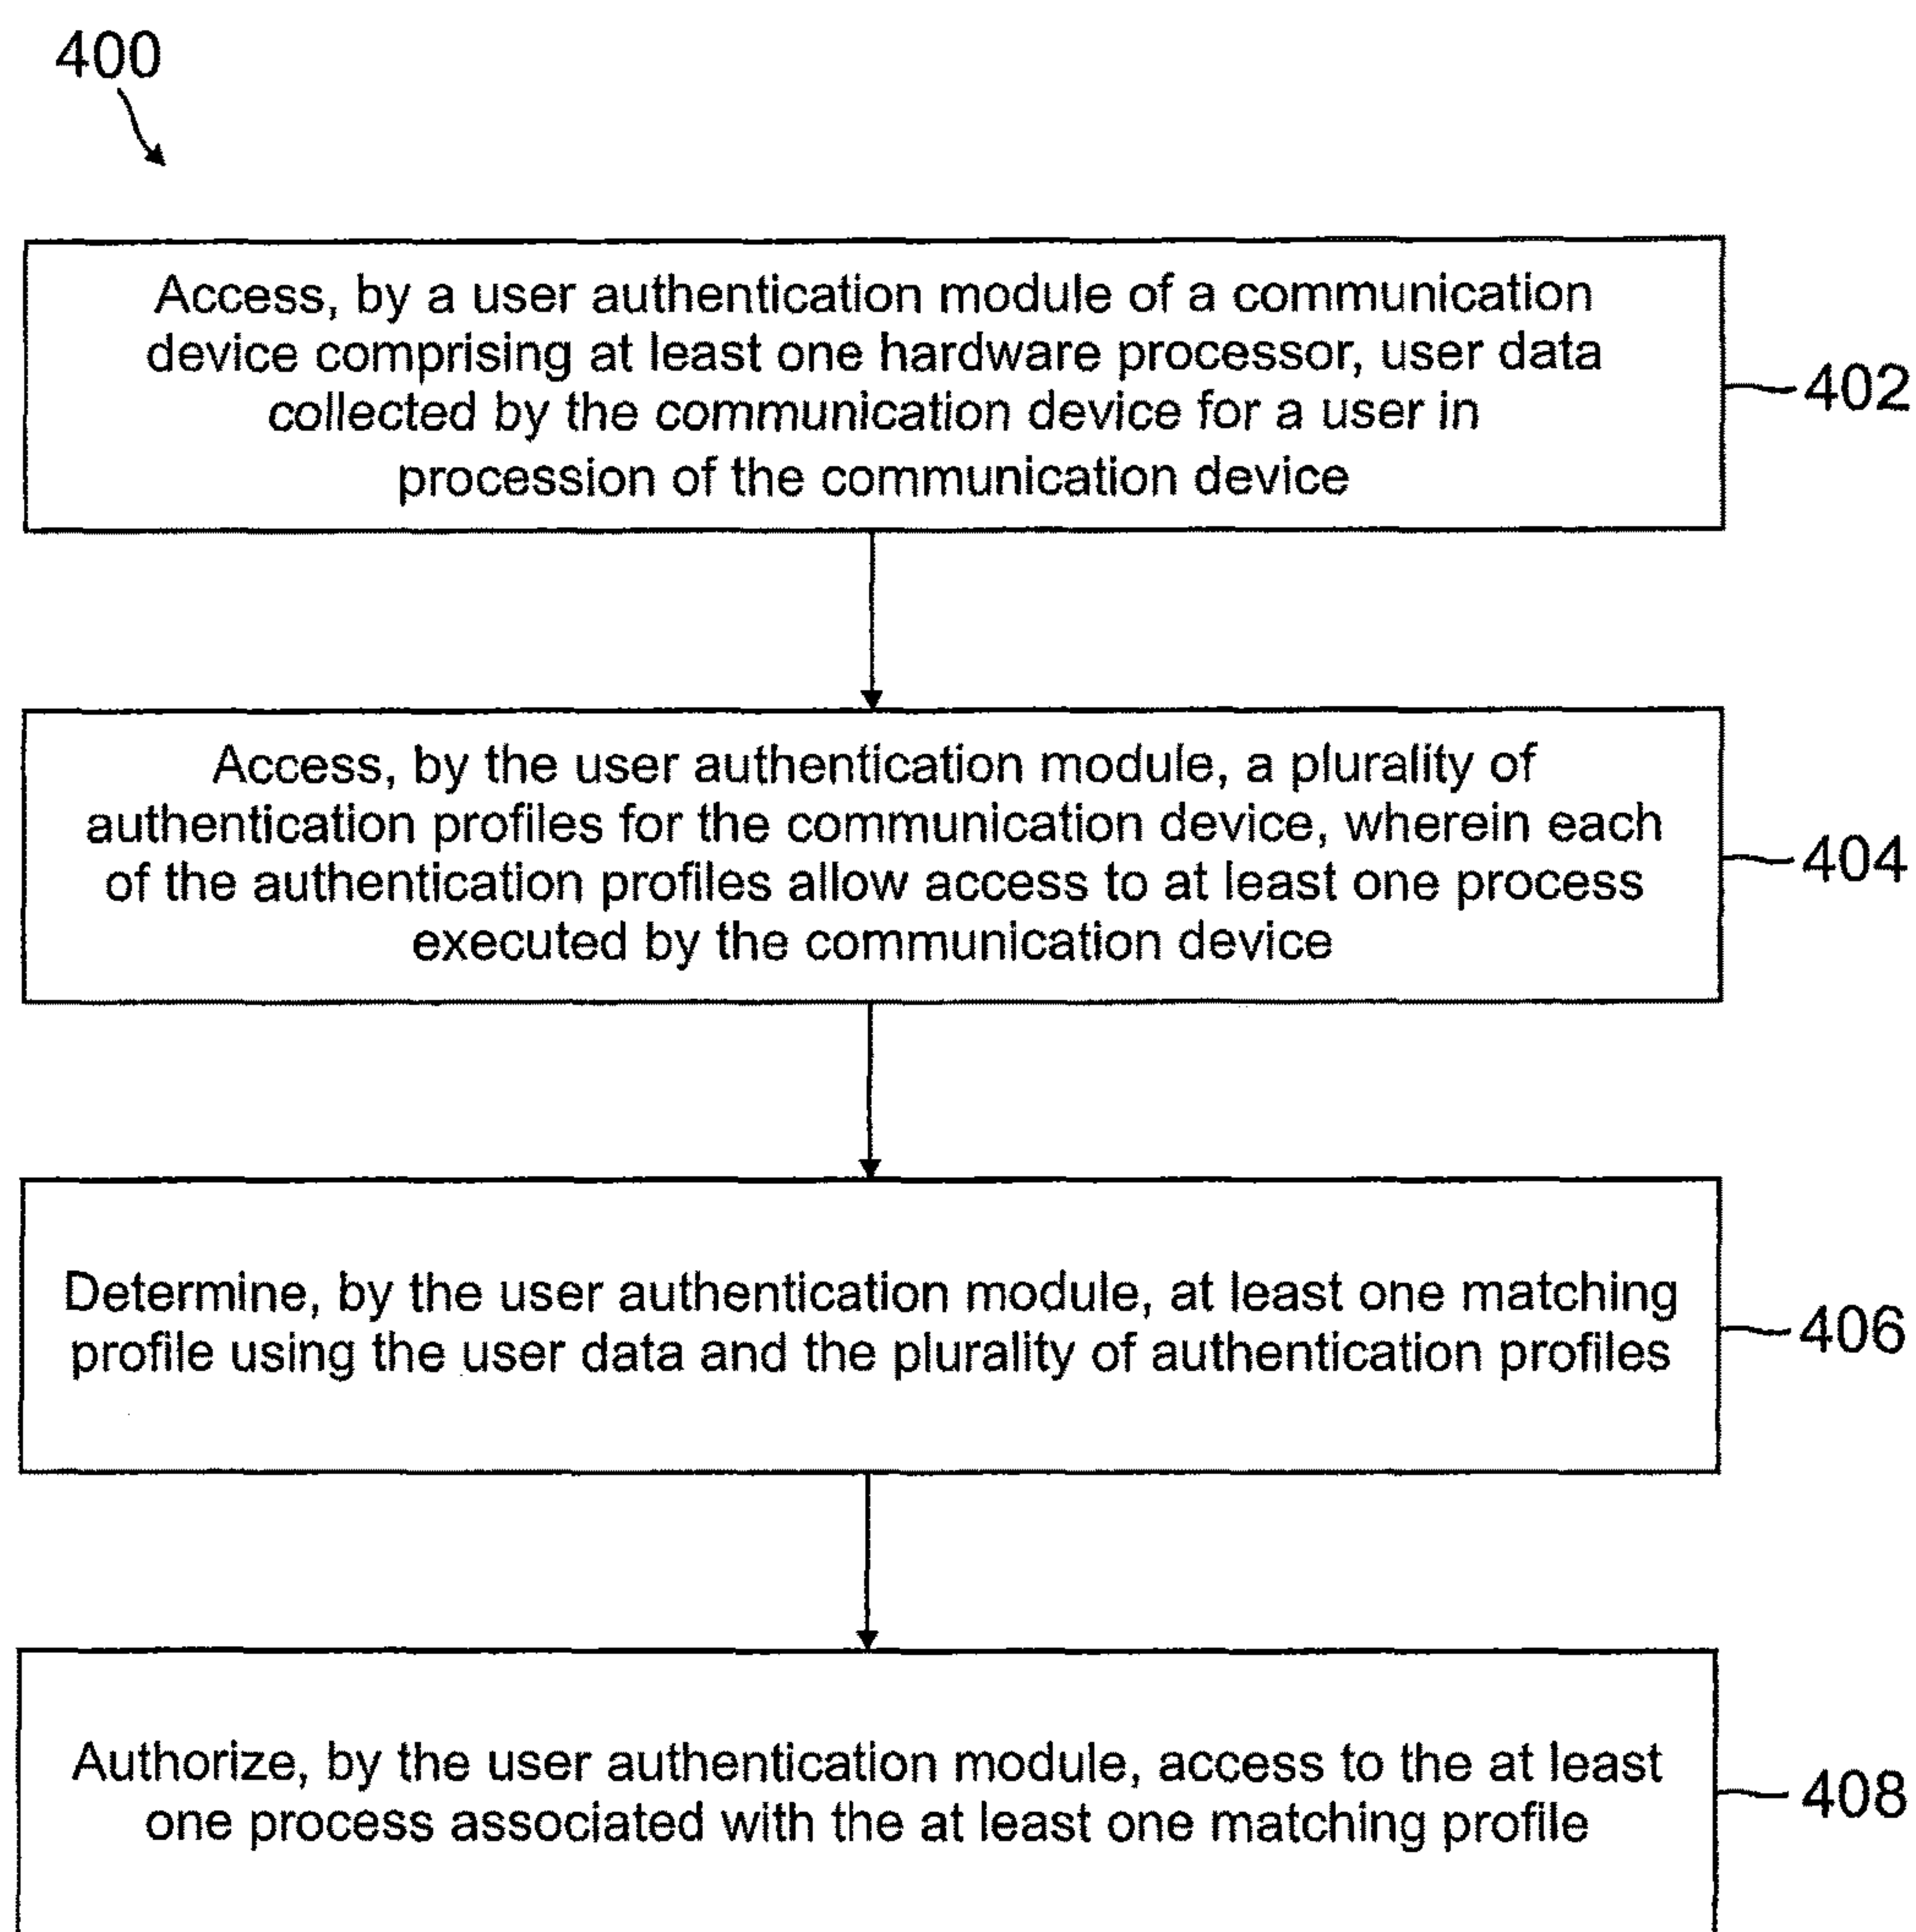 400
Access, by a user authentication module of a communication
device comprising at least one hardware processor, user data
collected by the communication device for a user in
procession of the communication device
402
Access, by the user authentication module, a plurality of
authentication profiles for the communication device, wherein each
of the authentication profiles allow access to at least one process
executed by the communication device
404
Determine, by the user authentication module, at least one matching
profile using the user data and the plurality of authentication profiles
406
Authorize, by the user authentication module, access to the at least
one process associated with the at least one matching profile
408